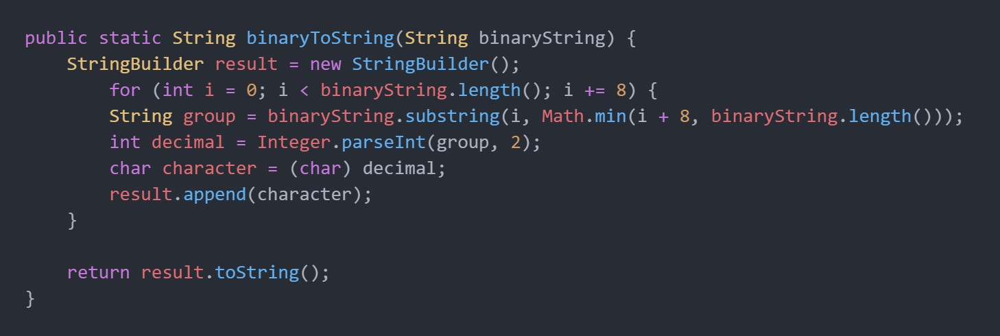 public static String binaryToString(String binaryString) {
    StringBuilder result = new StringBuilder();
        for (int i = 0; i < binaryString.length(); i += 8) {
        String group = binaryString.substring(i, Math.min(i + 8, binaryString.length()));
        int decimal = Integer.parseInt(group, 2);
        char character = (char) decimal;
        result.append(character);
    }

    return result.toString();
}